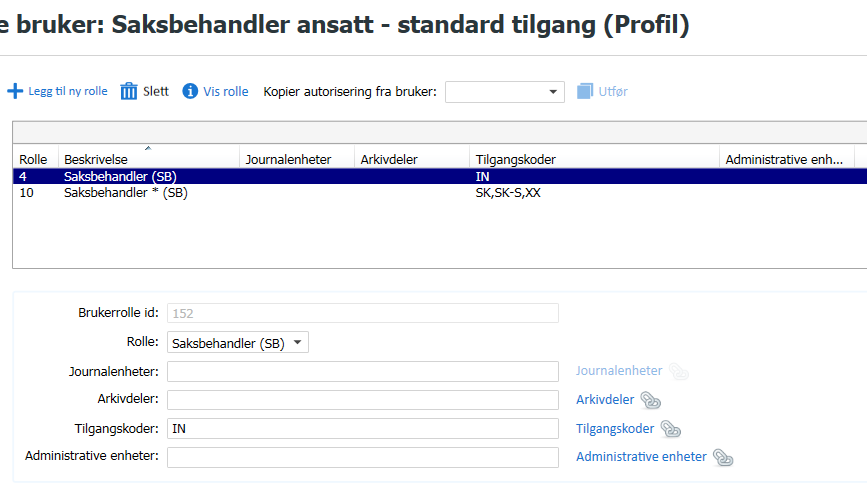 e bruker: Saksbehandler ansatt - standard tilgang (Profil)
Legg til ny rolle Slett Vis rolle Kopier autorisering fra bruker: Utfør
Rolle Beskrivelse Journalenheter Arkivdeler Tilgangskoder Administrative enh...
4 Saksbehandler (SB) IN
10 Saksbehandler * (SB) SK,SK-S,XX
Brukerrolle id: 152
Rolle: Saksbehandler (SB)
Journalenheter: Journalenheter
Arkivdeler: Arkivdeler
Tilgangskoder: IN Tilgangskoder
Administrative enheter: Administrative enheter